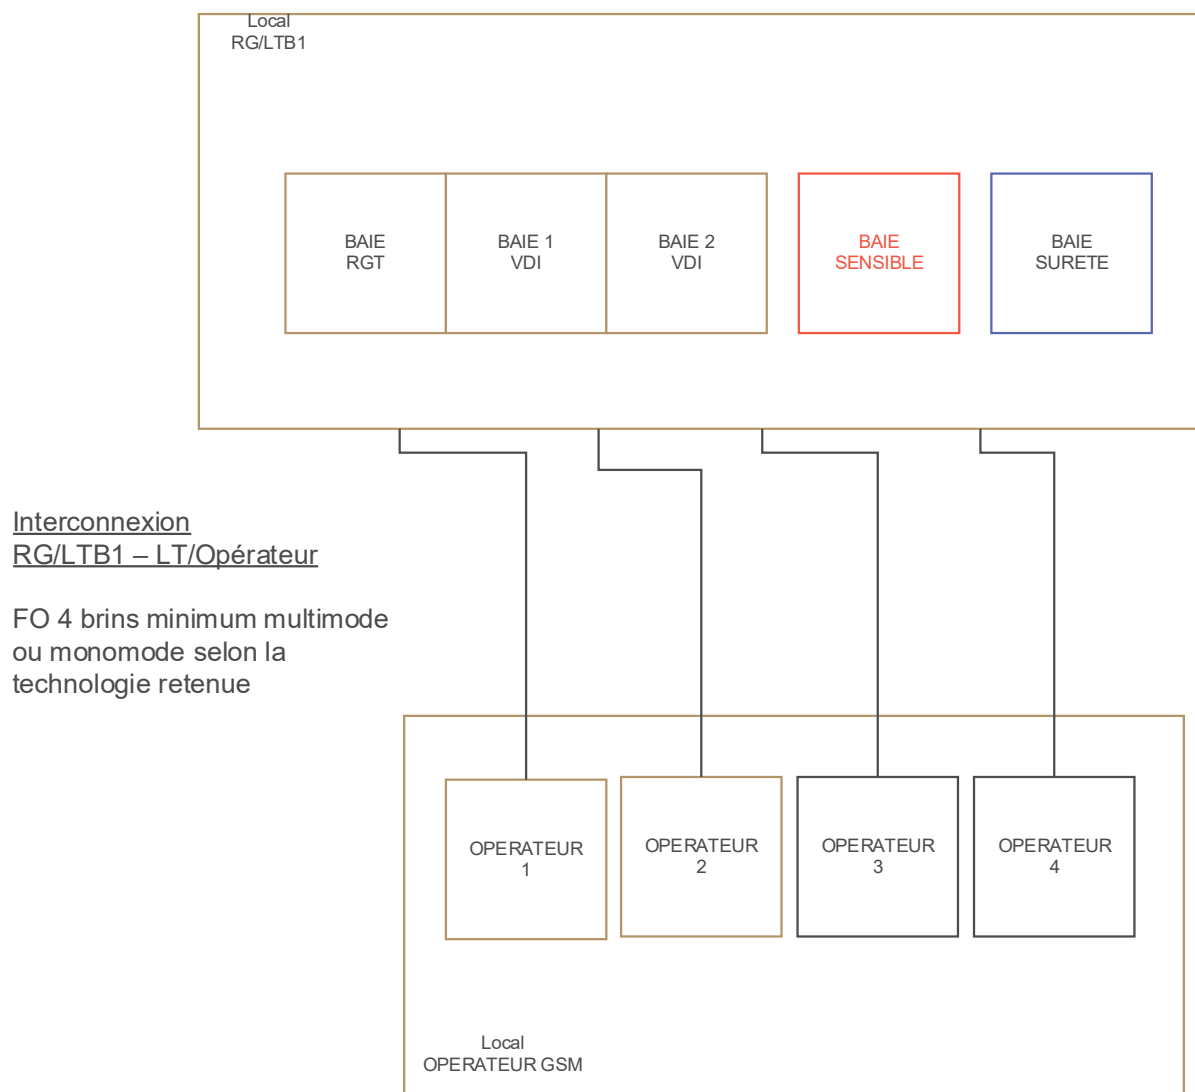 Local
RG/LTB1
BAIE
RGT
BAIE 1
VDI
BAIE 2
VDI
BAIE
SENSIBLE
BAIE
SURETE
Interconnexion
RG/LTB1 – LT/Opérateur
FO 4 brins minimum multimode
ou monomode selon la
technologie retenue
OPERATEUR
1
OPERATEUR
2
OPERATEUR
3
OPERATEUR
4
Local
OPERATEUR GSM